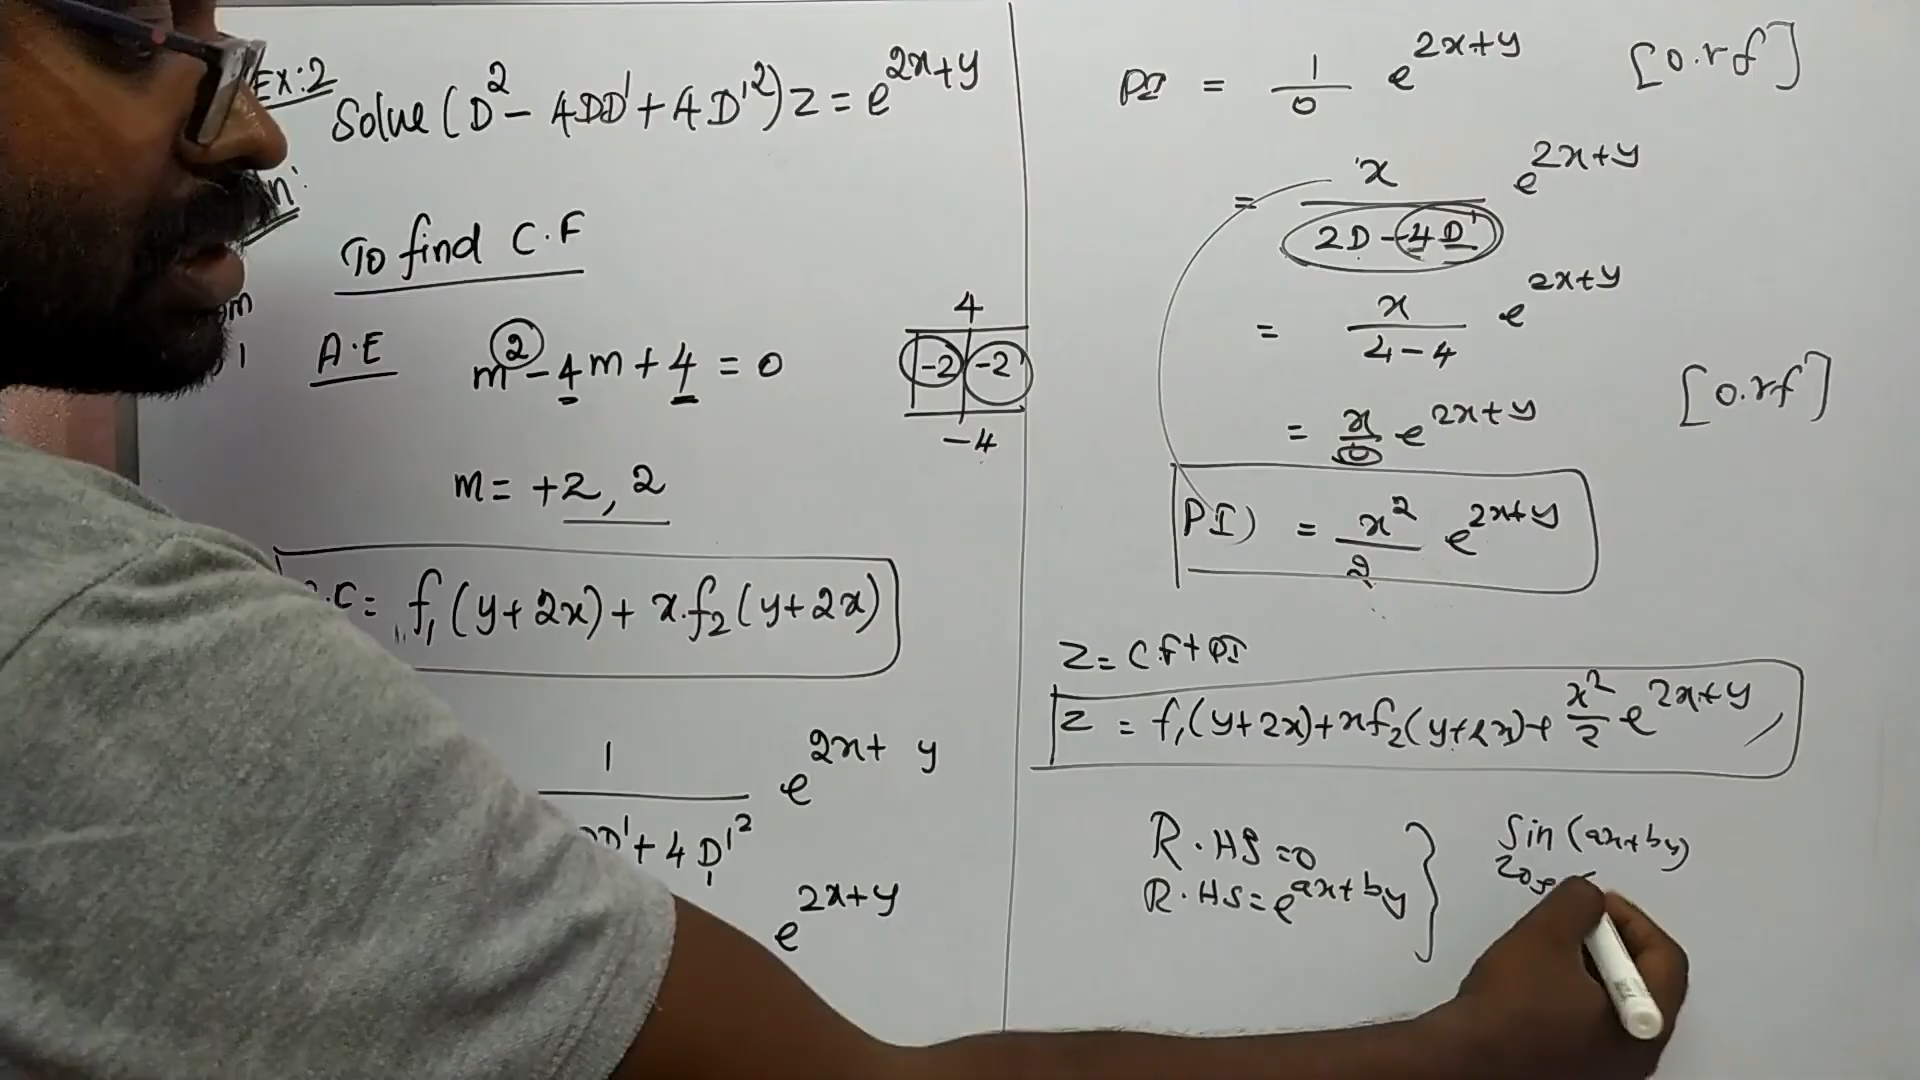 Ex:2
Solve (D² - 4DD' + 4D'²) z = e^{2x+y}
To find C.F
A.E m² - 4m + 4 = 0
4
-2 | -2
-4
m = +2, 2
f₁(y+2x) + x.f₂(y+2x)
1 e^{2x+y}
D' + 4D'²
e^{2x+y}
PI = 1/0 e^{2x+y} [o.rf]
= x/(2D - 4D') e^{2x+y}
= x/(4-4) e^{2x+y}
= x/0 e^{2x+y} [o.rf]
PI) = x²/2 e^{2x+y}
Z = C.F + PI
Z = f₁(y+2x) + xf₂(y+2x) + x²/2 e^{2x+y}
R.HS = 0
R.HS = e^{ax+by}
Sin (ax+by)